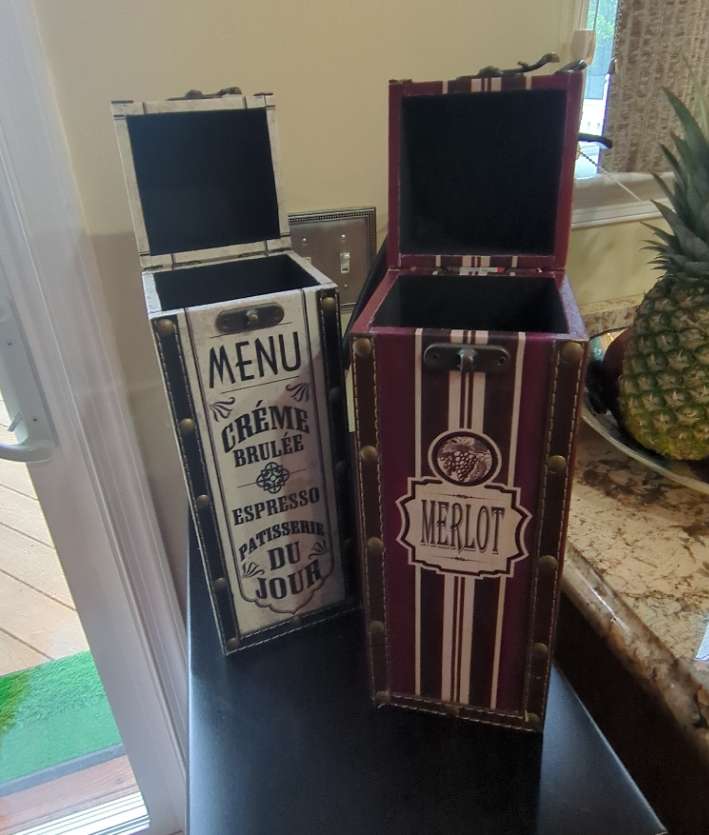 MENU
CRÉME
BRULÉE
ESPRESSO
PATISSERIE
DU
JOUR
MERLOT